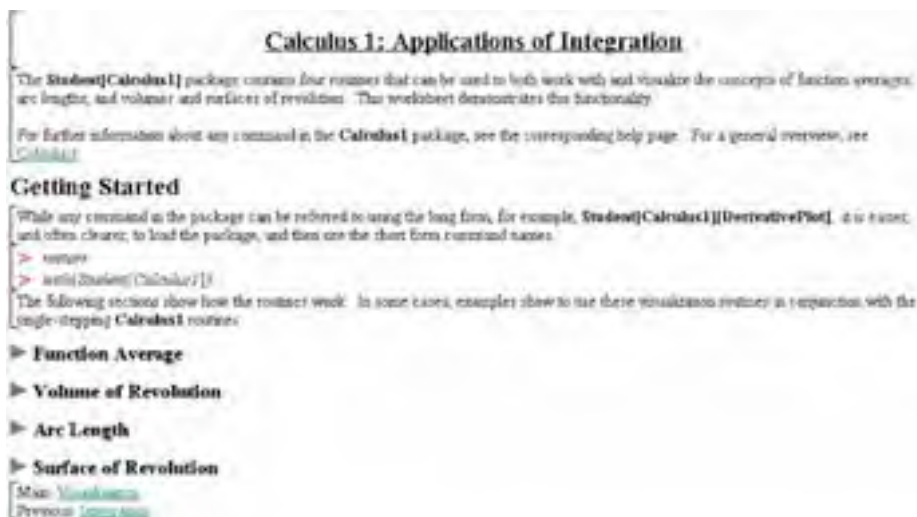 Calculus 1: Applications of Integration
The Student[Calculus1] package contains four routines that can be used to both work with and visualize the concepts of function averages,
arc lengths, and volumes and surfaces of revolution. This worksheet demonstrates this functionality.
For further information about any command in the Calculus1 package, see the corresponding help page. For a general overview, see
Calculus1.
Getting Started
While any command in the package can be referred to using the long form, for example, Student[Calculus1][DerivativePlot], it is easier,
and often clearer, to load the package, and then use the short form command names.
> restart
> with(Student[Calculus1]):
The following sections show how the routines work. In some cases, examples show to use these visualization routines in conjunction with the
single-stepping Calculus1 routines.
Function Average
Volume of Revolution
Arc Length
Surface of Revolution
Main: Visualization
Previous: Integration